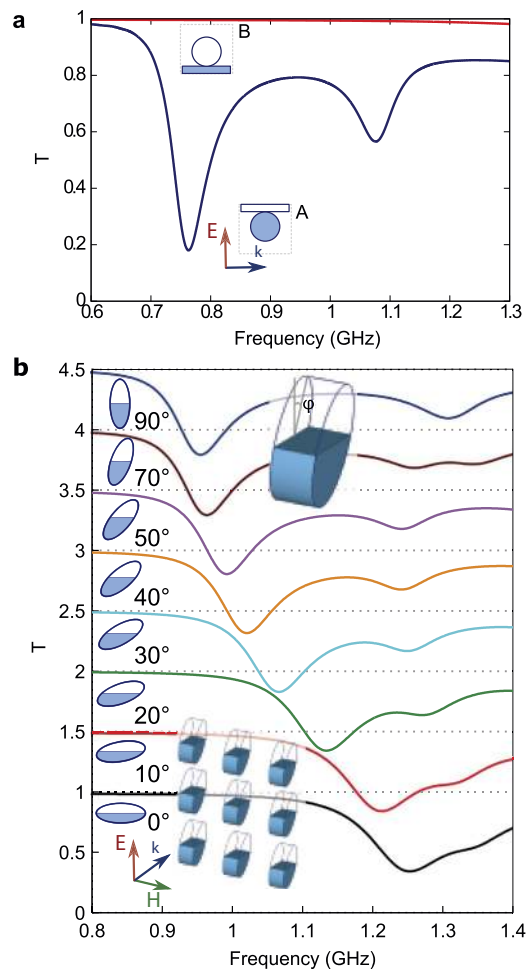 a
1
0.8
0.6
0.4
0.2
0
T
B
A
E
k
0.6 0.7 0.8 0.9 1 1.1 1.2 1.3
Frequency (GHz)
b
4.5
4
3.5
3
2.5
2
1.5
1
0.5
0
T
φ
90°
70°
50°
40°
30°
20°
10°
0°
E
k
H
0.8 0.9 1 1.1 1.2 1.3 1.4
Frequency (GHz)